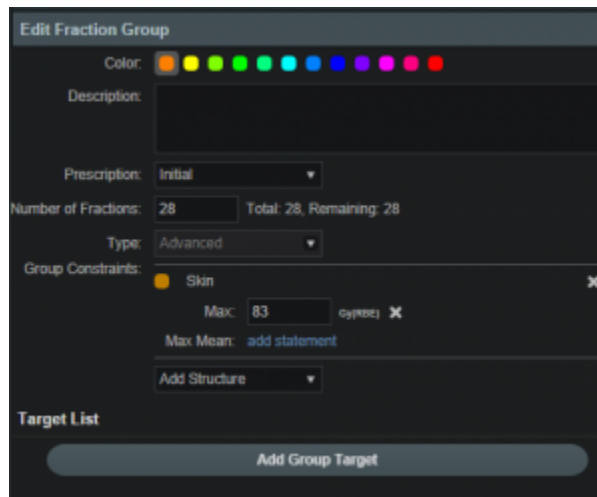 Edit Fraction Group
Color:
Description:
Prescription: Initial
Number of Fractions: 28 Total: 28, Remaining: 28
Type: Advanced
Group Constraints:
Skin
Max: 83 Gy(RBE)
Max Mean: add statement
Add Structure
Target List
Add Group Target